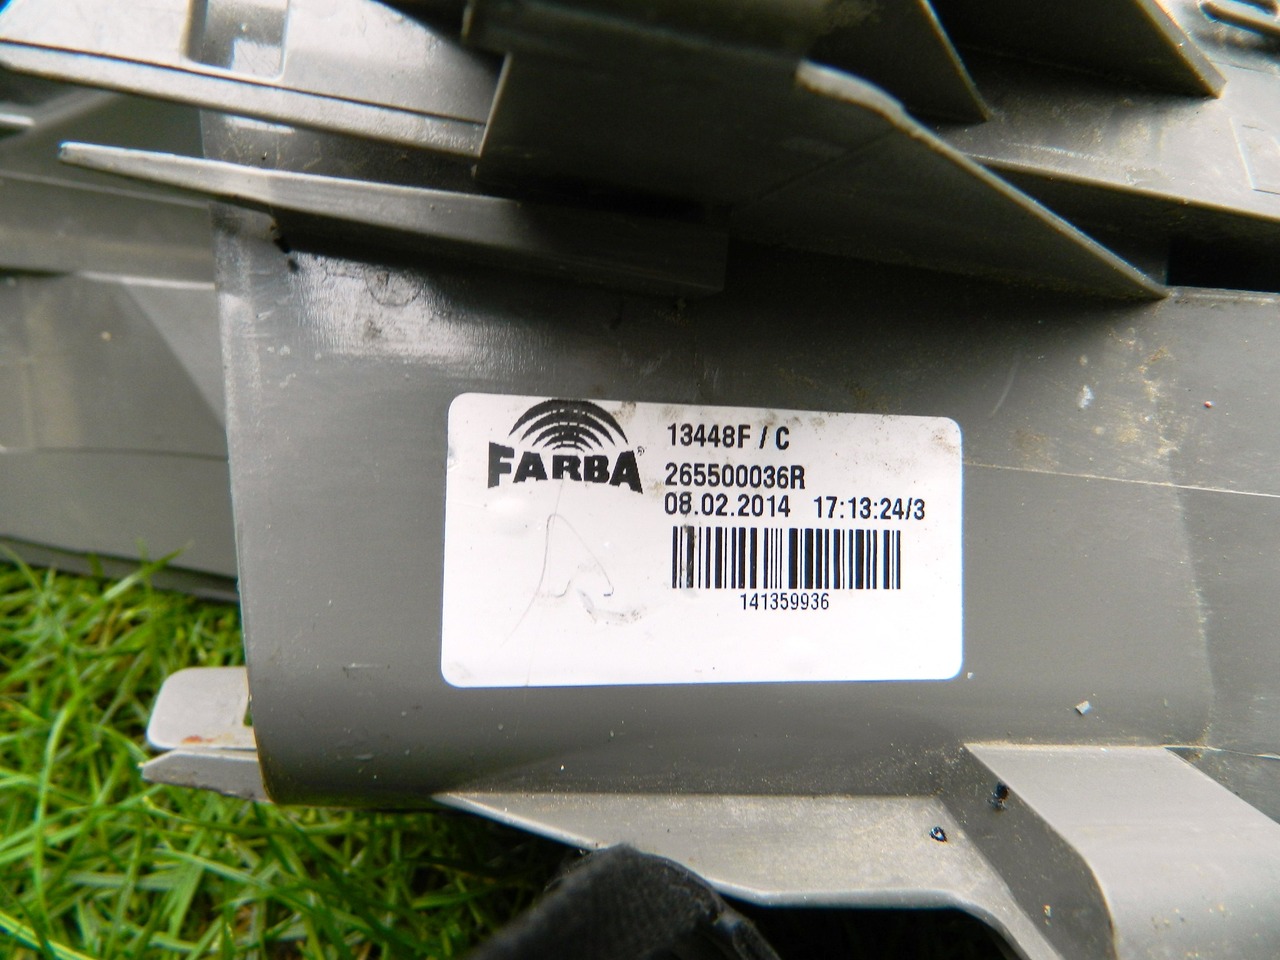 FARBA
13448F / C
265500036R
08.02.2014 17:13:24/3
141359936